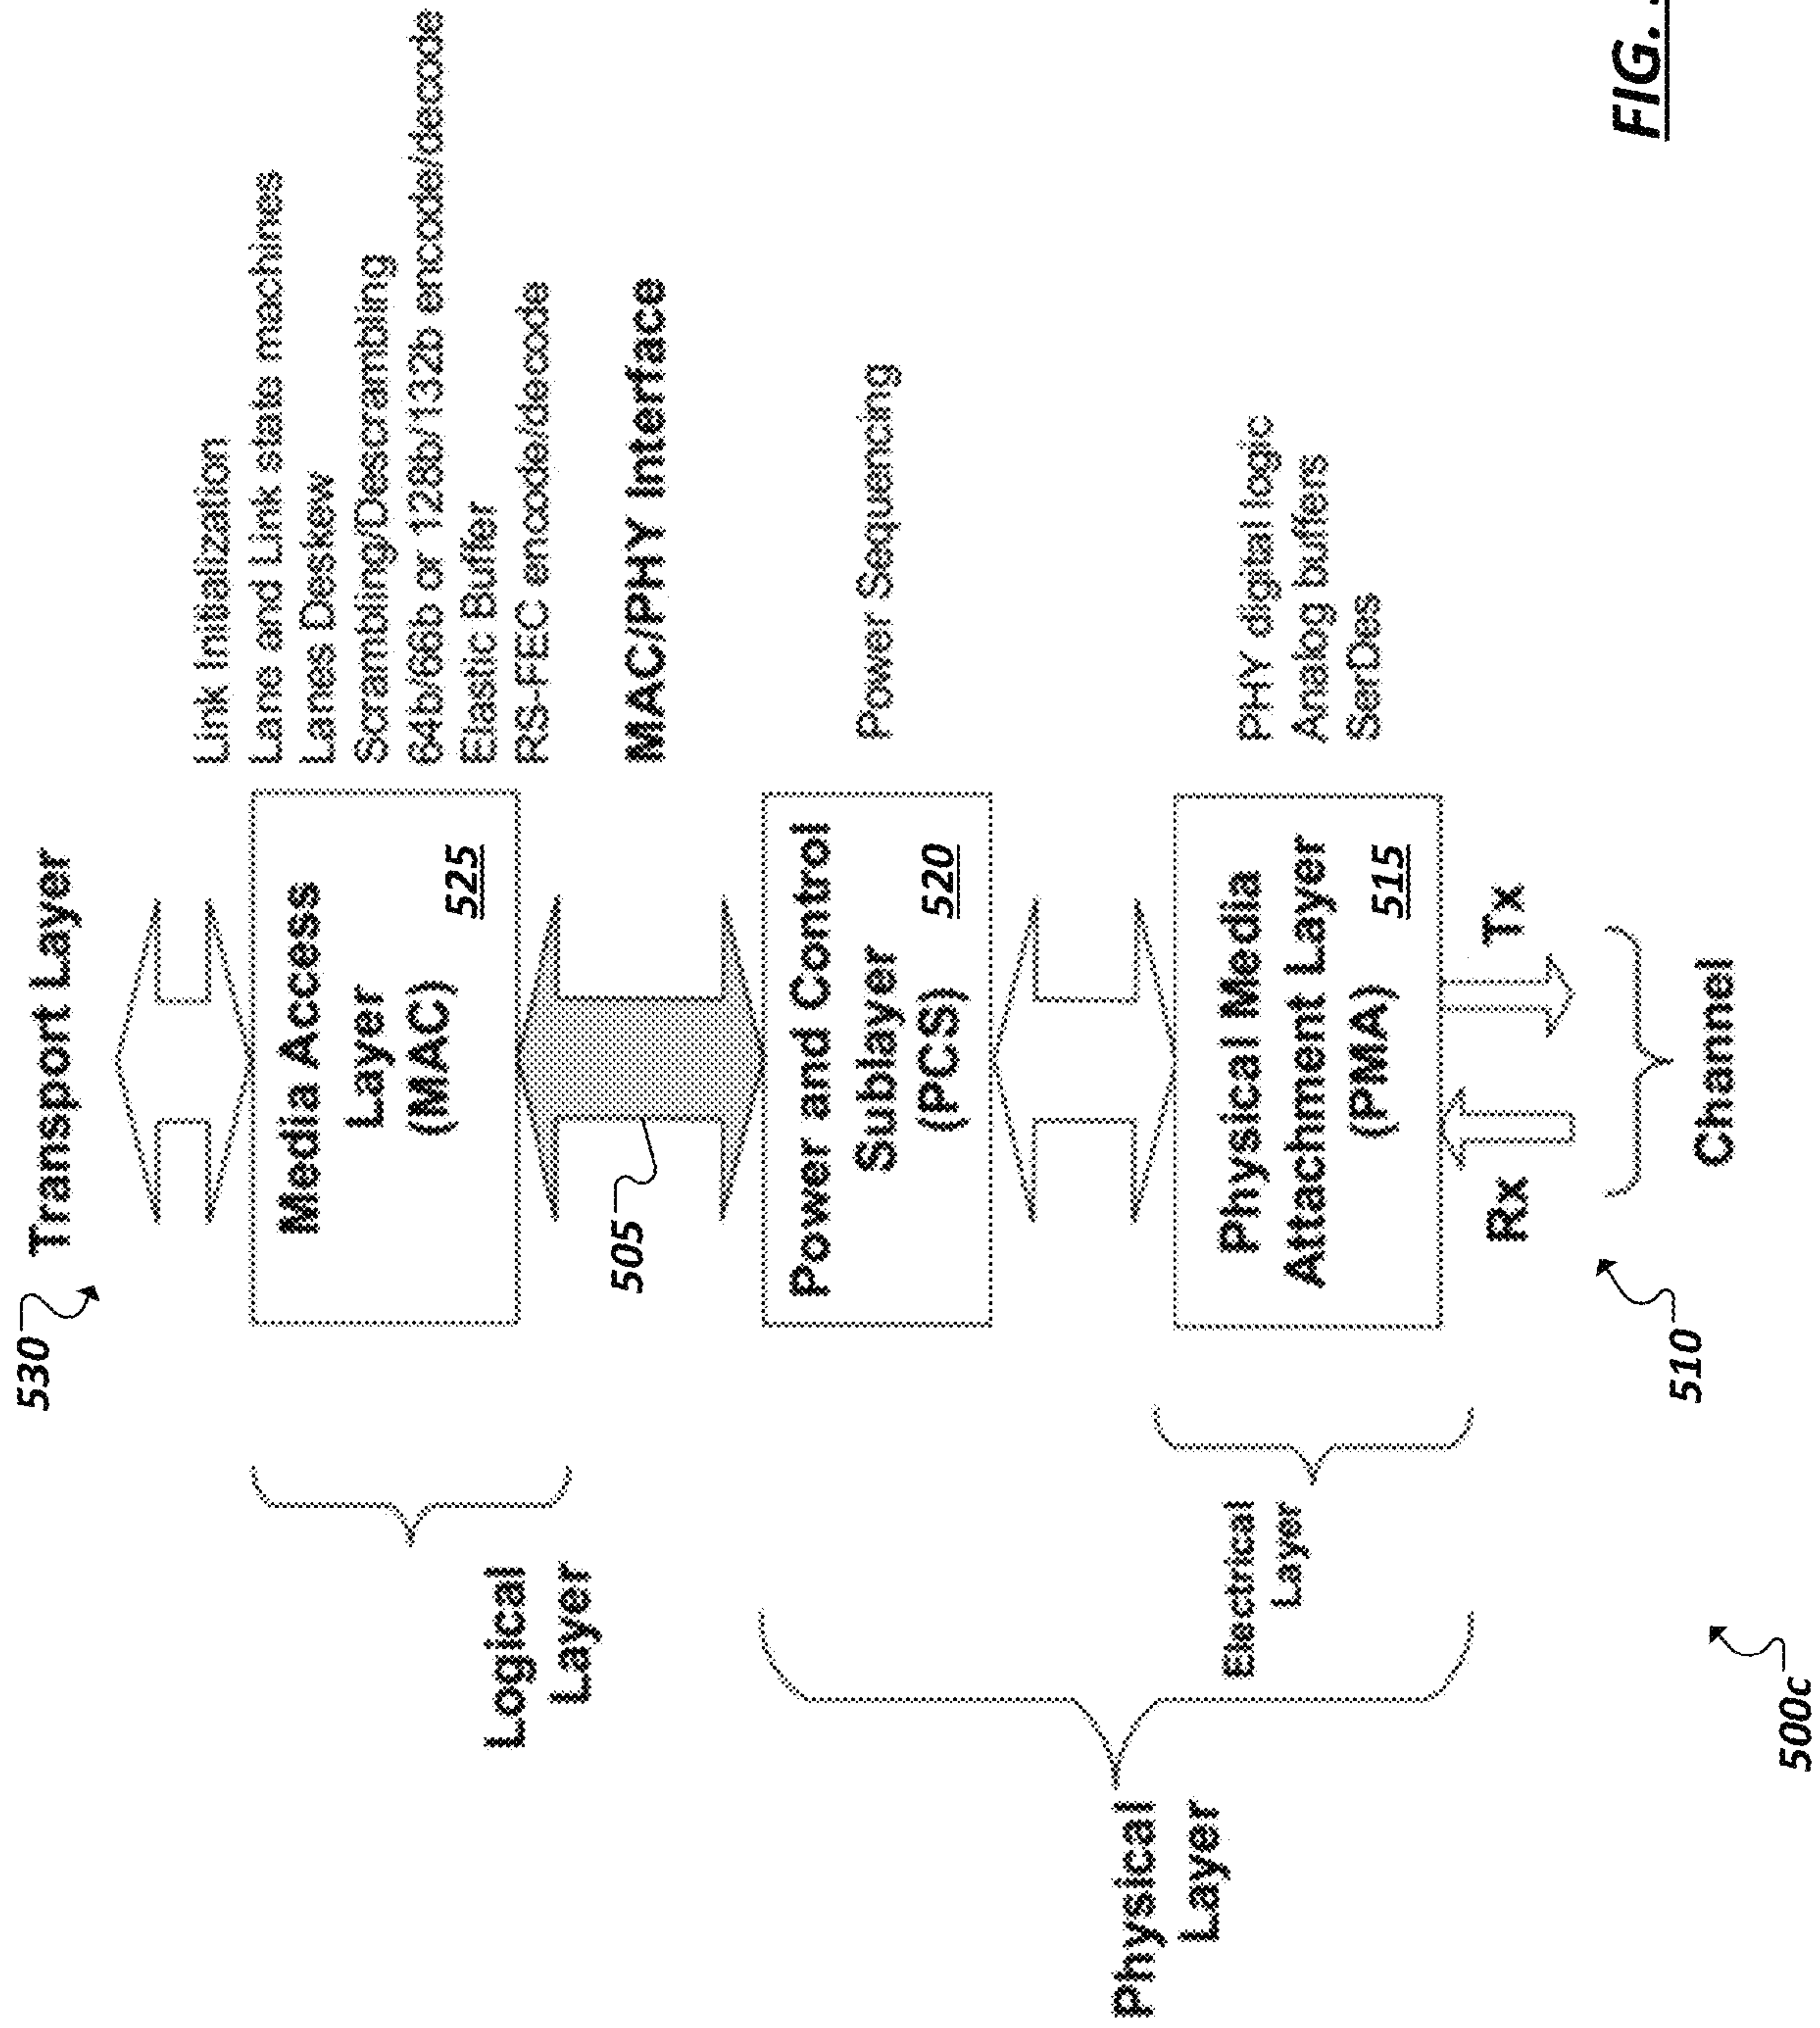 530
Transport Layer
Media Access
Layer
(MAC)
525
Link Initialization
Lane and Link state machines
Lanes Deskew
Scrambling/Descrambling
64b/66b or 128b/132b encode/decode
Elastic Buffer
RS-FEC encode/decode
Logical
Layer
505
MAC/PHY Interface
Power and Control
Sublayer
(PCS)
520
Power Sequencing
Physical
Layer
Electrical
Layer
Physical Media
Attachment Layer
(PMA)
515
PHY digital logic
Analog buffers
SerDes
Rx
Tx
510
Channel
500c
FIG.